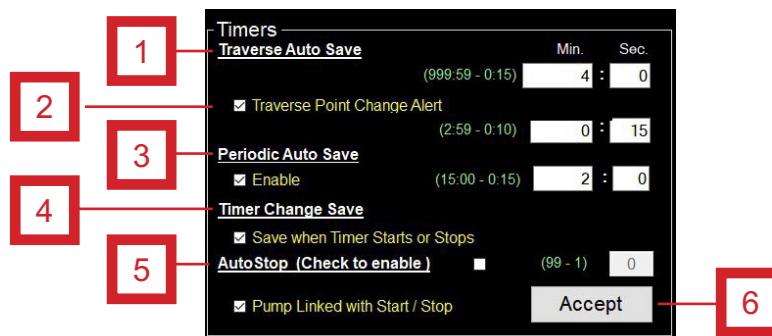 Timers
1
Traverse Auto Save Min. Sec.
(999:59 - 0:15) 4 : 0
2
Traverse Point Change Alert
(2:59 - 0:10) 0 : 15
3
Periodic Auto Save
Enable (15:00 - 0:15) 2 : 0
4
Timer Change Save
Save when Timer Starts or Stops
5
AutoStop (Check to enable ) (99 - 1) 0
Pump Linked with Start / Stop Accept 6